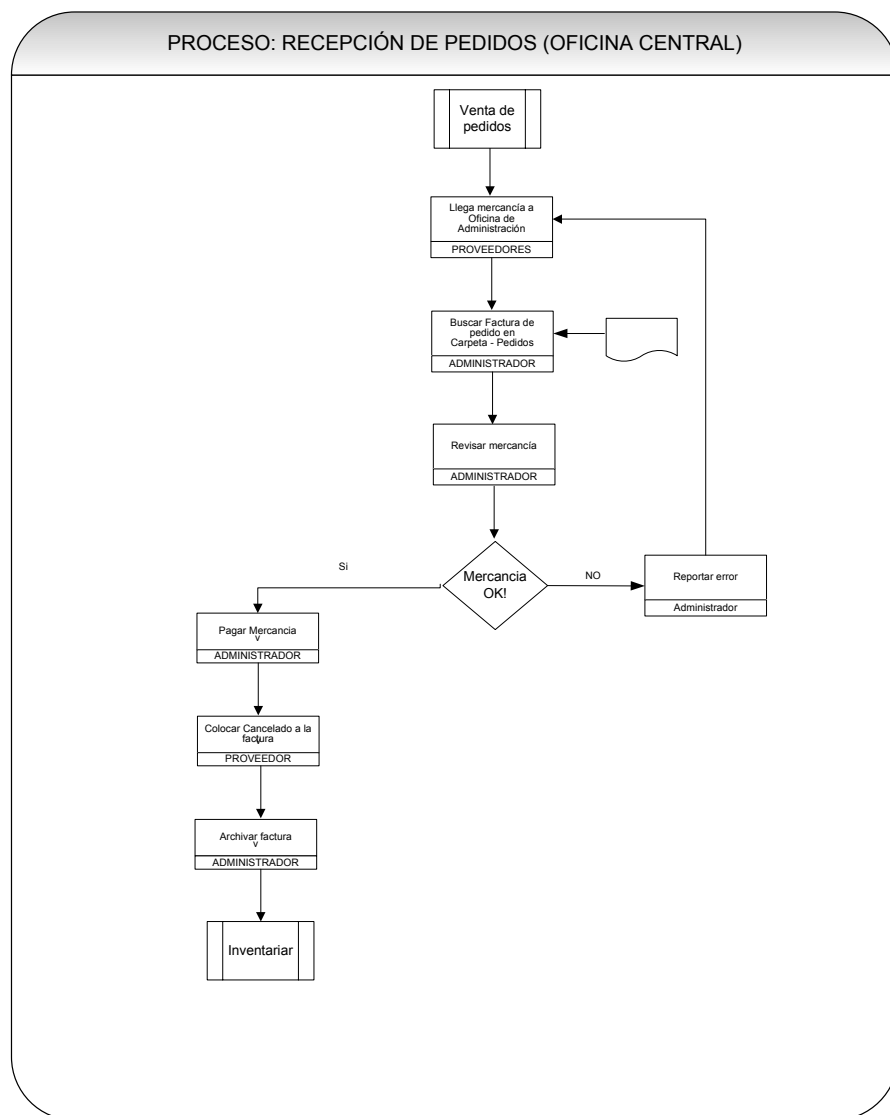 PROCESO: RECEPCIÓN DE PEDIDOS (OFICINA CENTRAL)
Venta de
pedidos
Llega mercancía a
Oficina de
Administración
PROVEEDORES
Buscar Factura de
pedido en
Carpeta - Pedidos
ADMINISTRADOR
Revisar mercancía
ADMINISTRADOR
Mercancia
OK!
Si
NO
Reportar error
Administrador
Pagar Mercancia
v
ADMINISTRADOR
Colocar Cancelado a la
factura
v
PROVEEDOR
Archivar factura
v
ADMINISTRADOR
Inventariar